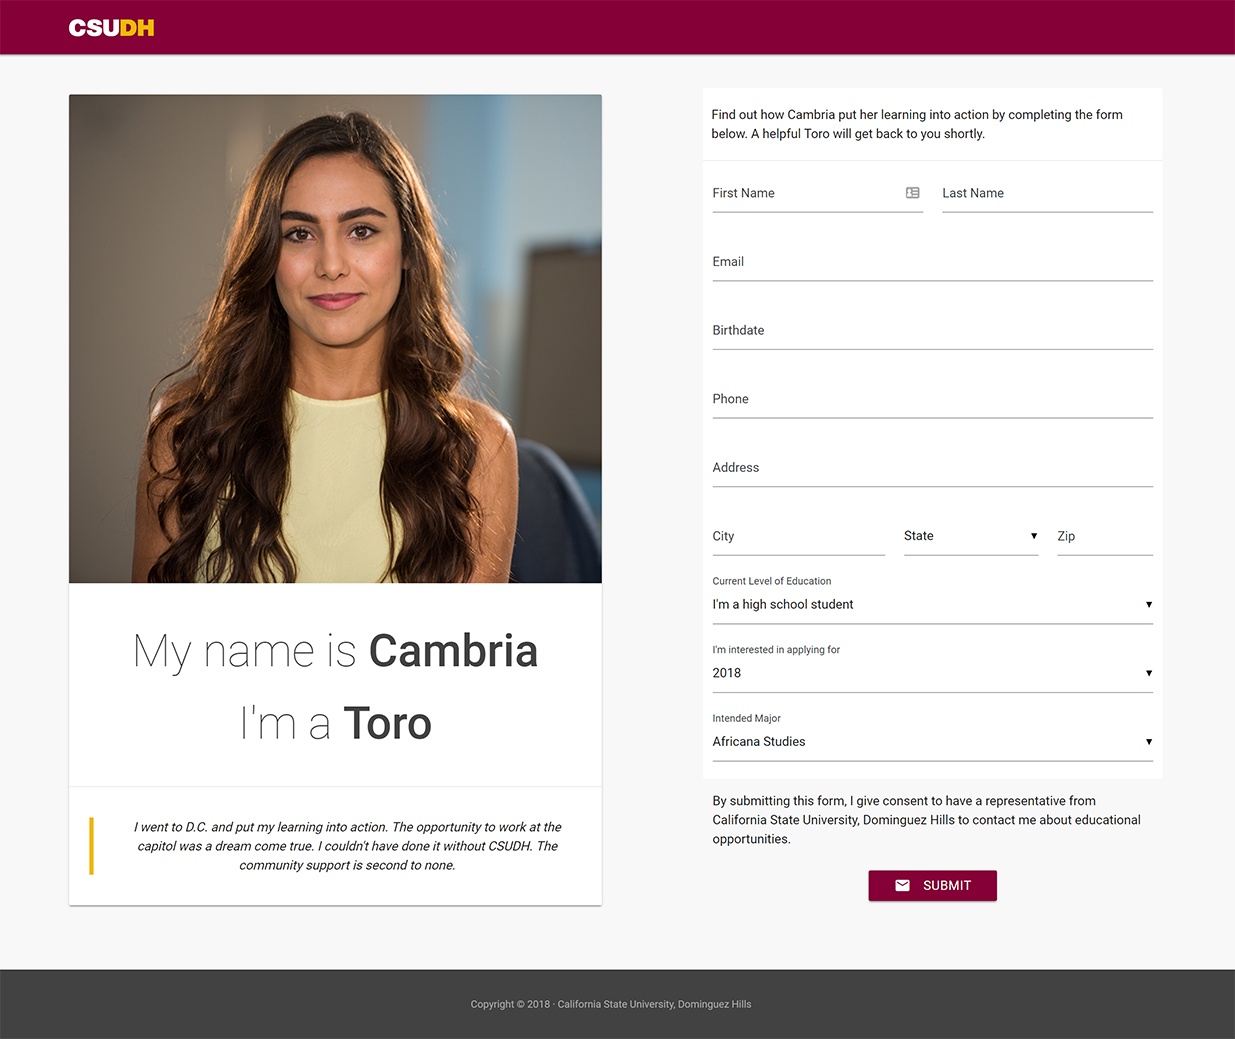 CSUDH
My name is Cambria
I'm a Toro
I went to D.C. and put my learning into action. The opportunity to work at the
capitol was a dream come true. I couldn't have done it without CSUDH. The
community support is second to none.
Find out how Cambria put her learning into action by completing the form
below. A helpful Toro will get back to you shortly.
First Name Last Name
Email
Birthdate
Phone
Address
City State Zip
Current Level of Education
I'm a high school student
I'm interested in applying for
2018
Intended Major
Africana Studies
By submitting this form, I give consent to have a representative from
California State University, Dominguez Hills to contact me about educational
opportunities.
SUBMIT
Copyright © 2018 · California State University, Dominguez Hills